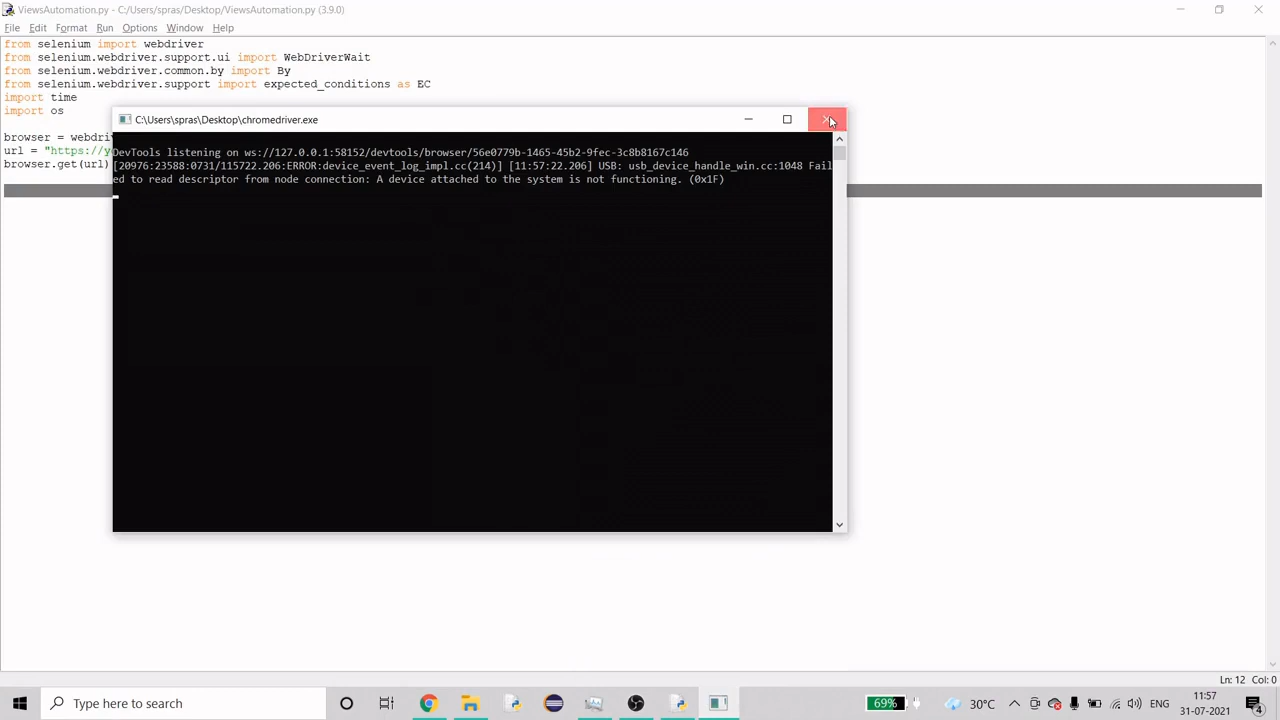 ViewsAutomation.py - C:/Users/spras/Desktop/ViewsAutomation.py (3.9.0)
File Edit Format Run Options Window Help
from selenium import webdriver
from selenium.webdriver.support.ui import WebDriverWait
from selenium.webdriver.common.by import By
from selenium.webdriver.support import expected_conditions as EC
import time
import os
browser = webdri
url = "https://y
browser.get(url)
C:\Users\spras\Desktop\chromedriver.exe
DevTools listening on ws://127.0.0.1:58152/devtools/browser/56e0779b-1465-45b2-9fec-3c8b8167c146
[20976:23588:0731/115722.206:ERROR:device_event_log_impl.cc(214)] [11:57:22.206] USB: usb_device_handle_win.cc:1048 Fail
ed to read descriptor from node connection: A device attached to the system is not functioning. (0x1F)
Ln: 12 Col: 0
Type here to search
69%
30°C
ENG
11:57
31-07-2021
4